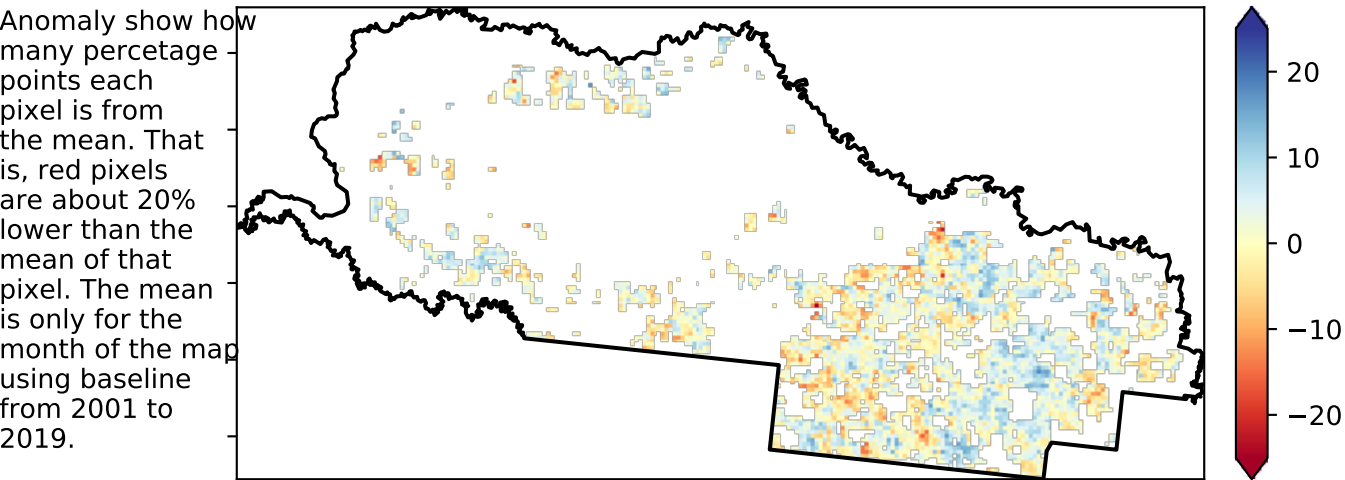 Anomaly show how
many percetage
points each
pixel is from
the mean. That
is, red pixels
are about 20%
lower than the
mean of that
pixel. The mean
is only for the
month of the map
using baseline
from 2001 to
2019.
20
10
0
−10
−20